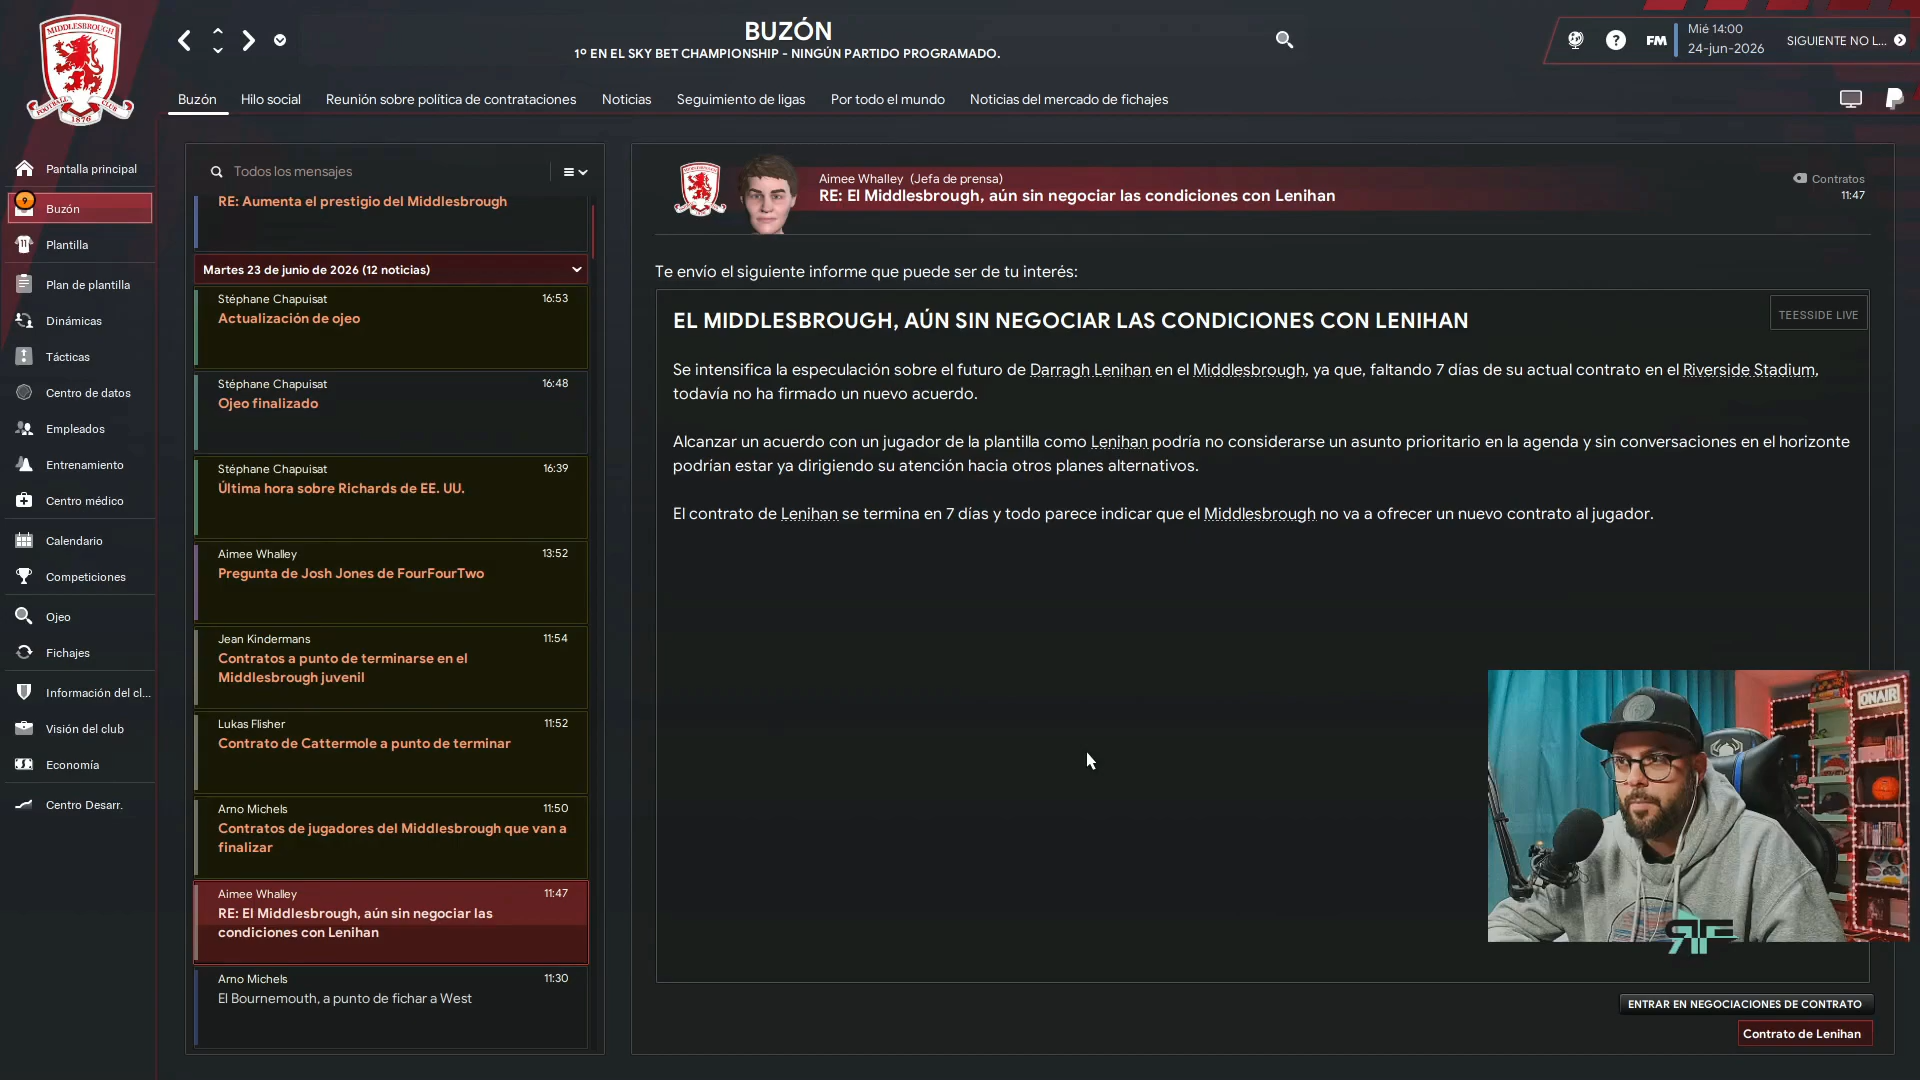 MIDDLESBROUGH
FOOTBALL CLUB
1876
BUZÓN
1º EN EL SKY BET CHAMPIONSHIP - NINGÚN PARTIDO PROGRAMADO.
FM
Mié 14:00
24-jun-2026
SIGUIENTE NO L...
Buzón
Hilo social
Reunión sobre política de contrataciones
Noticias
Seguimiento de ligas
Por todo el mundo
Noticias del mercado de fichajes
Pantalla principal
9
Buzón
11
Plantilla
Plan de plantilla
Dinámicas
Tácticas
Centro de datos
Empleados
Entrenamiento
Centro médico
Calendario
Competiciones
Ojeo
Fichajes
Información del cl...
Visión del club
Economía
Centro Desarr.
Todos los mensajes
RE: Aumenta el prestigio del Middlesbrough
Martes 23 de junio de 2026 (12 noticias)
Stéphane Chapuisat 16:53
Actualización de ojeo
Stéphane Chapuisat 16:48
Ojeo finalizado
Stéphane Chapuisat 16:39
Última hora sobre Richards de EE. UU.
Aimee Whalley 13:52
Pregunta de Josh Jones de FourFourTwo
Jean Kindermans 11:54
Contratos a punto de terminarse en el
Middlesbrough juvenil
Lukas Flisher 11:52
Contrato de Cattermole a punto de terminar
Arno Michels 11:50
Contratos de jugadores del Middlesbrough que van a
finalizar
Aimee Whalley 11:47
RE: El Middlesbrough, aún sin negociar las
condiciones con Lenihan
Arno Michels 11:30
El Bournemouth, a punto de fichar a West
Aimee Whalley (Jefa de prensa)
RE: El Middlesbrough, aún sin negociar las condiciones con Lenihan
Contratos
11:47
Te envío el siguiente informe que puede ser de tu interés:
EL MIDDLESBROUGH, AÚN SIN NEGOCIAR LAS CONDICIONES CON LENIHAN
TEESSIDE LIVE
Se intensifica la especulación sobre el futuro de Darragh Lenihan en el Middlesbrough, ya que, faltando 7 días de su actual contrato en el Riverside Stadium,
todavía no ha firmado un nuevo acuerdo.
Alcanzar un acuerdo con un jugador de la plantilla como Lenihan podría no considerarse un asunto prioritario en la agenda y sin conversaciones en el horizonte
podrían estar ya dirigiendo su atención hacia otros planes alternativos.
El contrato de Lenihan se termina en 7 días y todo parece indicar que el Middlesbrough no va a ofrecer un nuevo contrato al jugador.
ONAIR
ENTRAR EN NEGOCIACIONES DE CONTRATO
Contrato de Lenihan